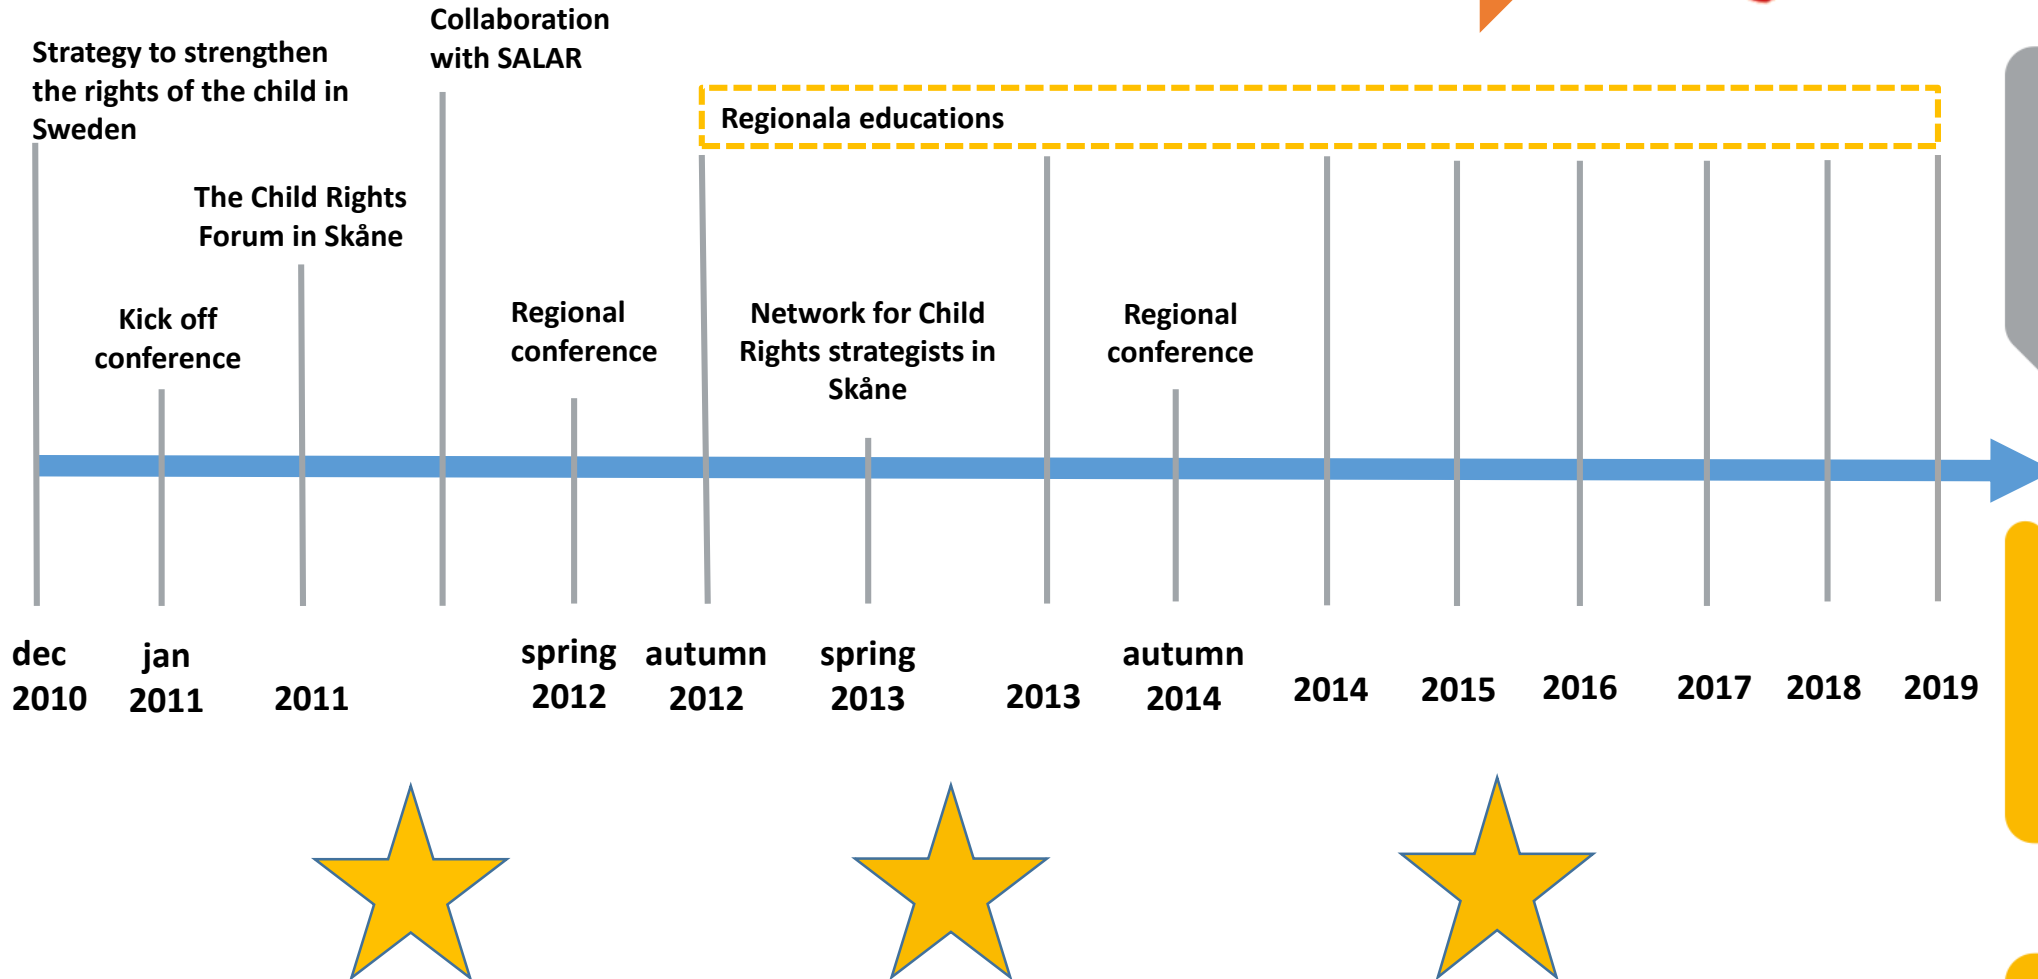 Collaboration
with SALAR
Strategy to strengthen
the rights of the child in
Sweden
Regionala educations
The Child Rights
Forum in Skåne
Kick off
conference
Regional
conference
Network for Child
Rights strategists in
Skåne
Regional
conference
dec
2010
jan
2011
2011
spring
2012
autumn
2012
spring
2013
2013
autumn
2014
2014
2015
2016
2017
2018
2019